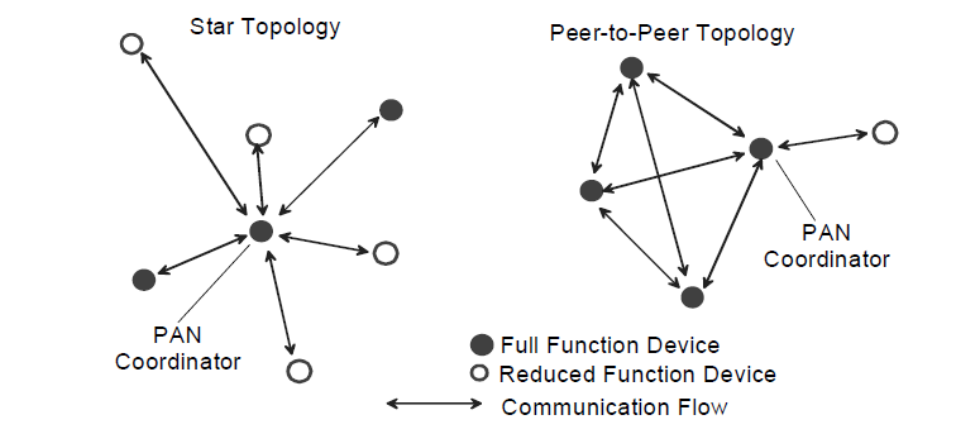 Star Topology
Peer-to-Peer Topology
PAN
Coordinator
PAN
Coordinator
Full Function Device
Reduced Function Device
Communication Flow